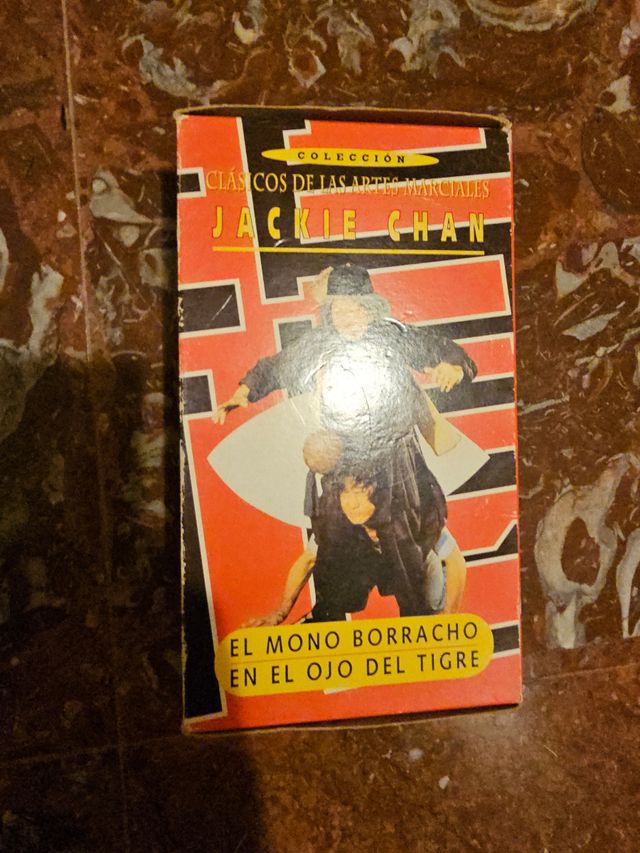 COLECCIÓN
CLÁSICOS DE LAS ARTES MARCIALES
JACKIE CHAN
EL MONO BORRACHO
EN EL OJO DEL TIGRE